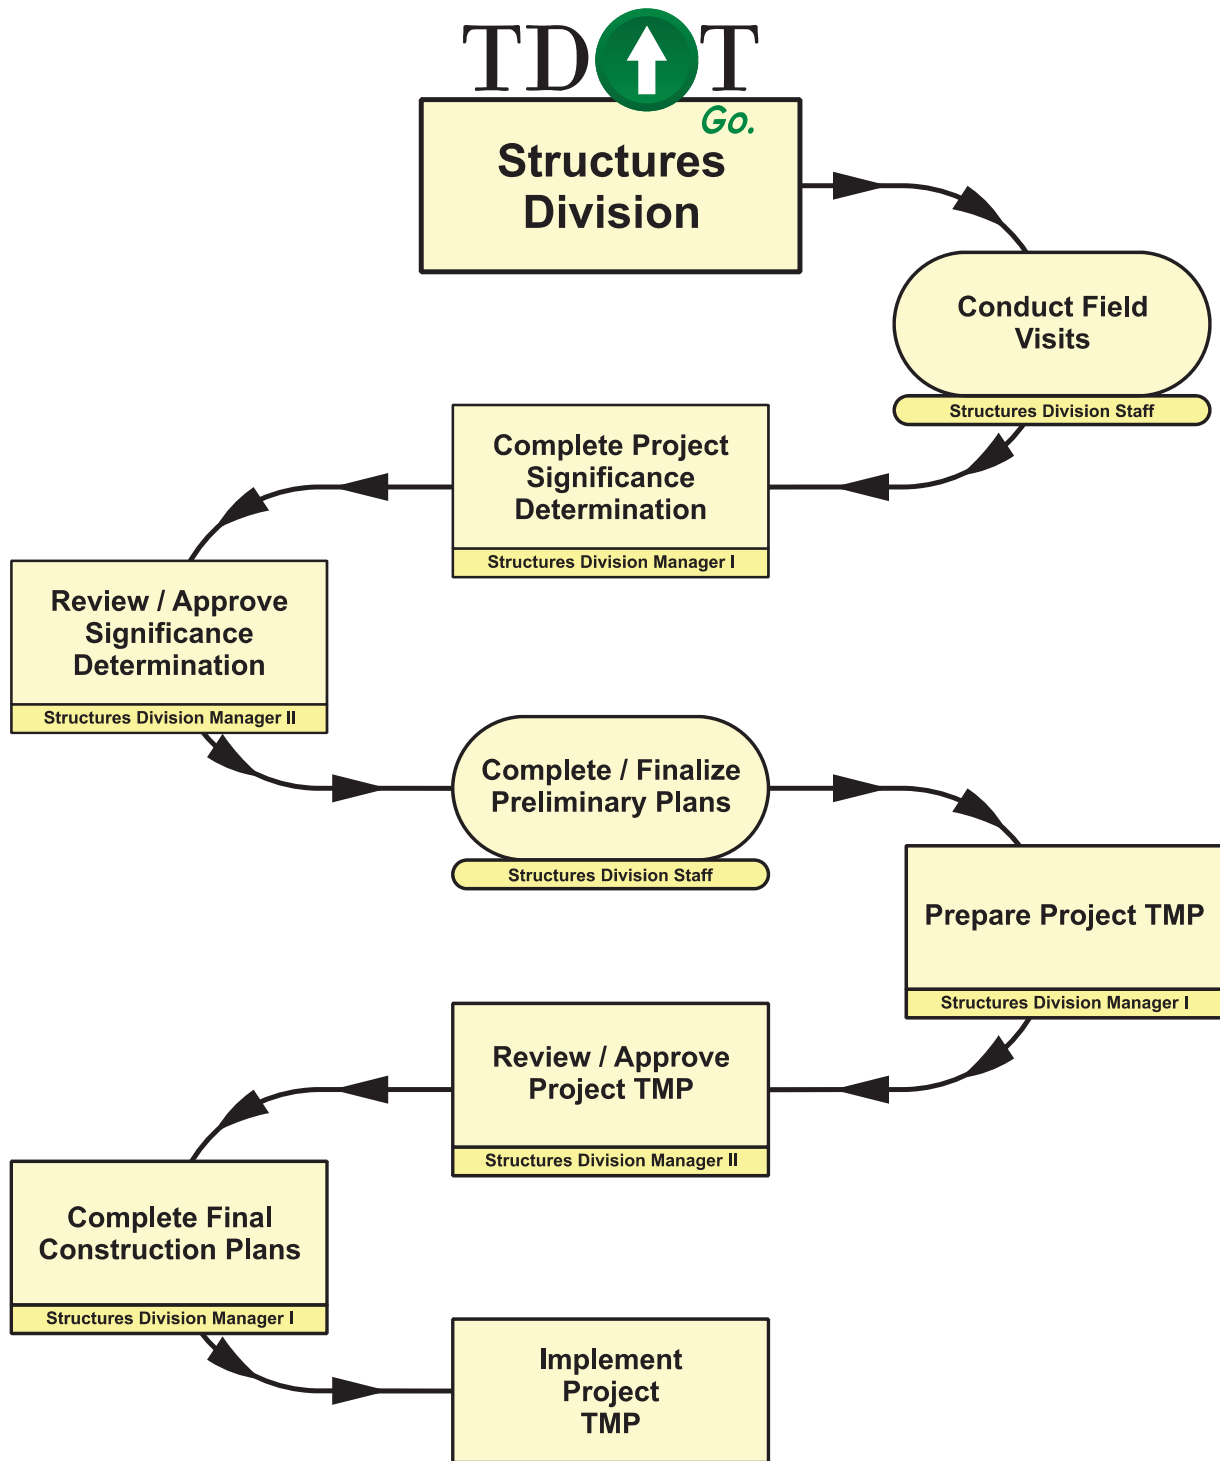 TDOT
Go.
Structures
Division
Conduct Field
Visits
Structures Division Staff
Complete Project
Significance
Determination
Structures Division Manager I
Review / Approve
Significance
Determination
Structures Division Manager II
Complete / Finalize
Preliminary Plans
Structures Division Staff
Prepare Project TMP
Structures Division Manager I
Review / Approve
Project TMP
Structures Division Manager II
Complete Final
Construction Plans
Structures Division Manager I
Implement
Project
TMP